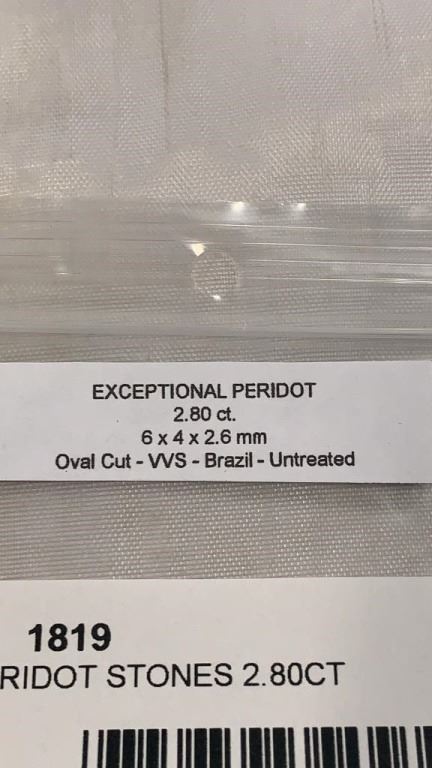 EXCEPTIONAL PERIDOT
2.80 ct.
6 x 4 x 2.6 mm
Oval Cut - VVS - Brazil - Untreated
1819
RIDOT STONES 2.80CT